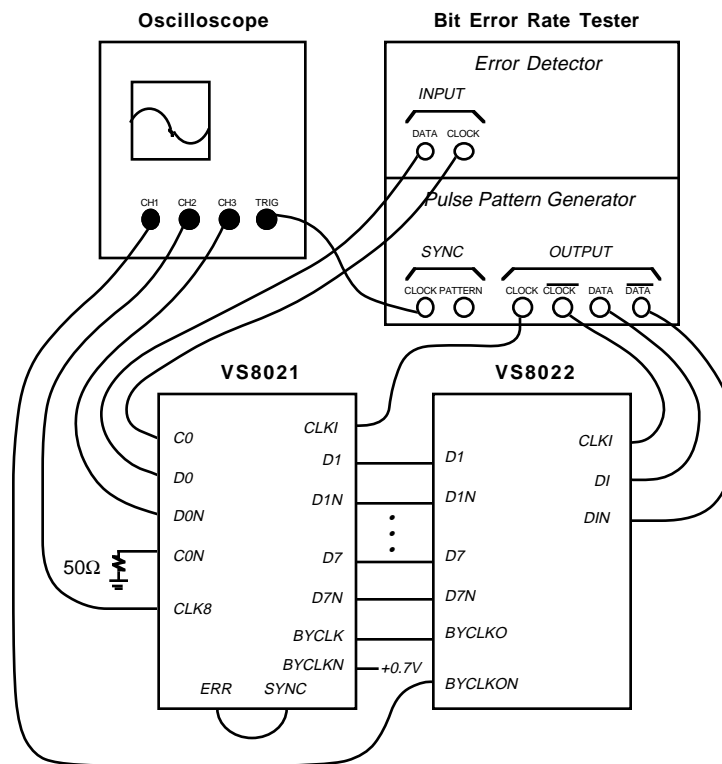 Oscilloscope
Bit Error Rate Tester
Error Detector
INPUT
DATA CLOCK
CH1 CH2 CH3 TRIG
Pulse Pattern Generator
SYNC OUTPUT
CLOCK PATTERN CLOCK CLOCK DATA DATA
VS8021
VS8022
C0
D0
D0N
C0N
50Ω
CLK8
CLKI
D1
D1N
D7
D7N
BYCLK
BYCLKN
+0.7V
ERR SYNC
D1
D1N
D7
D7N
BYCLKO
BYCLKON
CLKI
DI
DIN